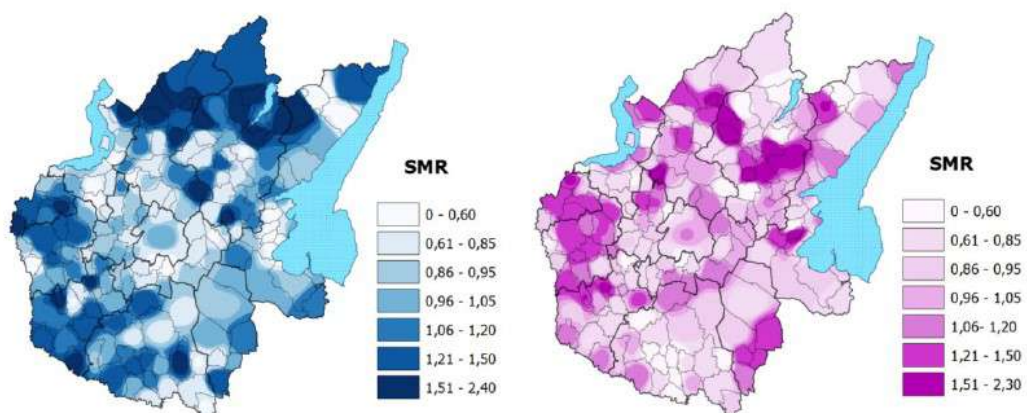 SMR
0 - 0,60
0,61 - 0,85
0,86 - 0,95
0,96 - 1,05
1,06 - 1,20
1,21 - 1,50
1,51 - 2,40
SMR
0 - 0,60
0,61 - 0,85
0,86 - 0,95
0,96 - 1,05
1,06- 1,20
1,21 - 1,50
1,51 - 2,30